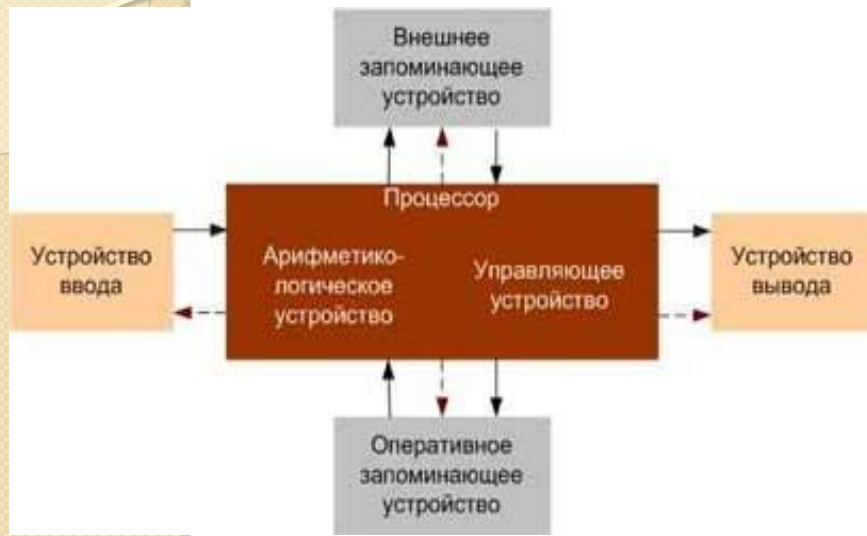 Внешнее
запоминающее
устройство
Процессор
Устройство
ввода
Арифметико-
логическое
устройство
Управляющее
устройство
Устройство
вывода
Оперативное
запоминающее
устройство